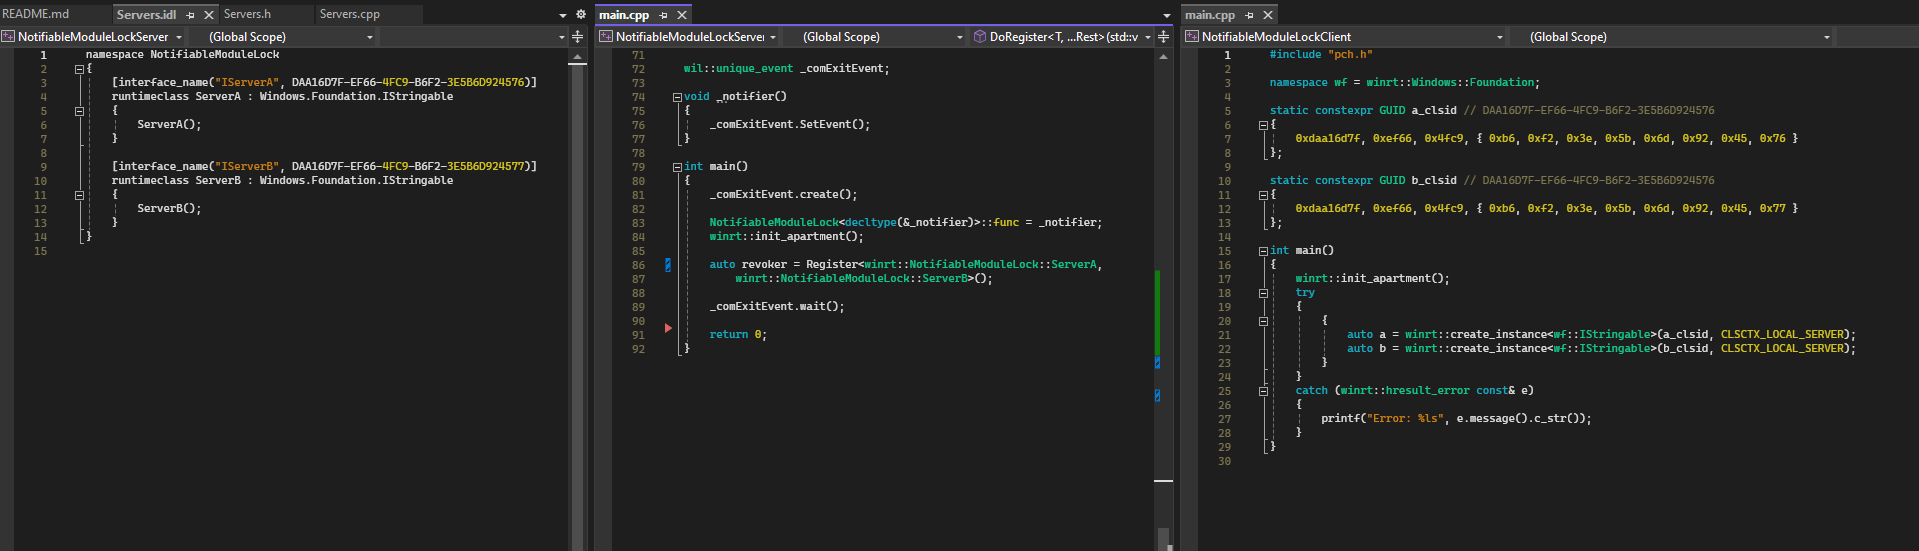 README.md
Servers.idl
Servers.h
Servers.cpp
NotifiableModuleLockServer
(Global Scope)
1 namespace NotifiableModuleLock
2 {
3 [interface_name("IServerA", DAA16D7F-EF66-4FC9-B6F2-3E5B6D924576)]
4 runtimeclass ServerA : Windows.Foundation.IStringable
5 {
6 ServerA();
7 }
8
9 [interface_name("IServerB", DAA16D7F-EF66-4FC9-B6F2-3E5B6D924577)]
10 runtimeclass ServerB : Windows.Foundation.IStringable
11 {
12 ServerB();
13 }
14 }
15
main.cpp
NotifiableModuleLockServer
(Global Scope)
DoRegister<T, ...Rest>(std::v
71
72 wil::unique_event _comExitEvent;
73
74 void _notifier()
75 {
76 _comExitEvent.SetEvent();
77 }
78
79 int main()
80 {
81 _comExitEvent.create();
82
83 NotifiableModuleLock<decltype(&_notifier)>::func = _notifier;
84 winrt::init_apartment();
85
86 auto revoker = Register<winrt::NotifiableModuleLock::ServerA,
87 winrt::NotifiableModuleLock::ServerB>();
88
89 _comExitEvent.wait();
90
91 return 0;
92 }
main.cpp
NotifiableModuleLockClient
(Global Scope)
1 #include "pch.h"
2
3 namespace wf = winrt::Windows::Foundation;
4
5 static constexpr GUID a_clsid // DAA16D7F-EF66-4FC9-B6F2-3E5B6D924576
6 {
7 0xdaa16d7f, 0xef66, 0x4fc9, { 0xb6, 0xf2, 0x3e, 0x5b, 0x6d, 0x92, 0x45, 0x76 }
8 };
9
10 static constexpr GUID b_clsid // DAA16D7F-EF66-4FC9-B6F2-3E5B6D924576
11 {
12 0xdaa16d7f, 0xef66, 0x4fc9, { 0xb6, 0xf2, 0x3e, 0x5b, 0x6d, 0x92, 0x45, 0x77 }
13 };
14
15 int main()
16 {
17 winrt::init_apartment();
18 try
19 {
20 {
21 auto a = winrt::create_instance<wf::IStringable>(a_clsid, CLSCTX_LOCAL_SERVER);
22 auto b = winrt::create_instance<wf::IStringable>(b_clsid, CLSCTX_LOCAL_SERVER);
23 }
24 }
25 catch (winrt::hresult_error const& e)
26 {
27 printf("Error: %ls", e.message().c_str());
28 }
29 }
30